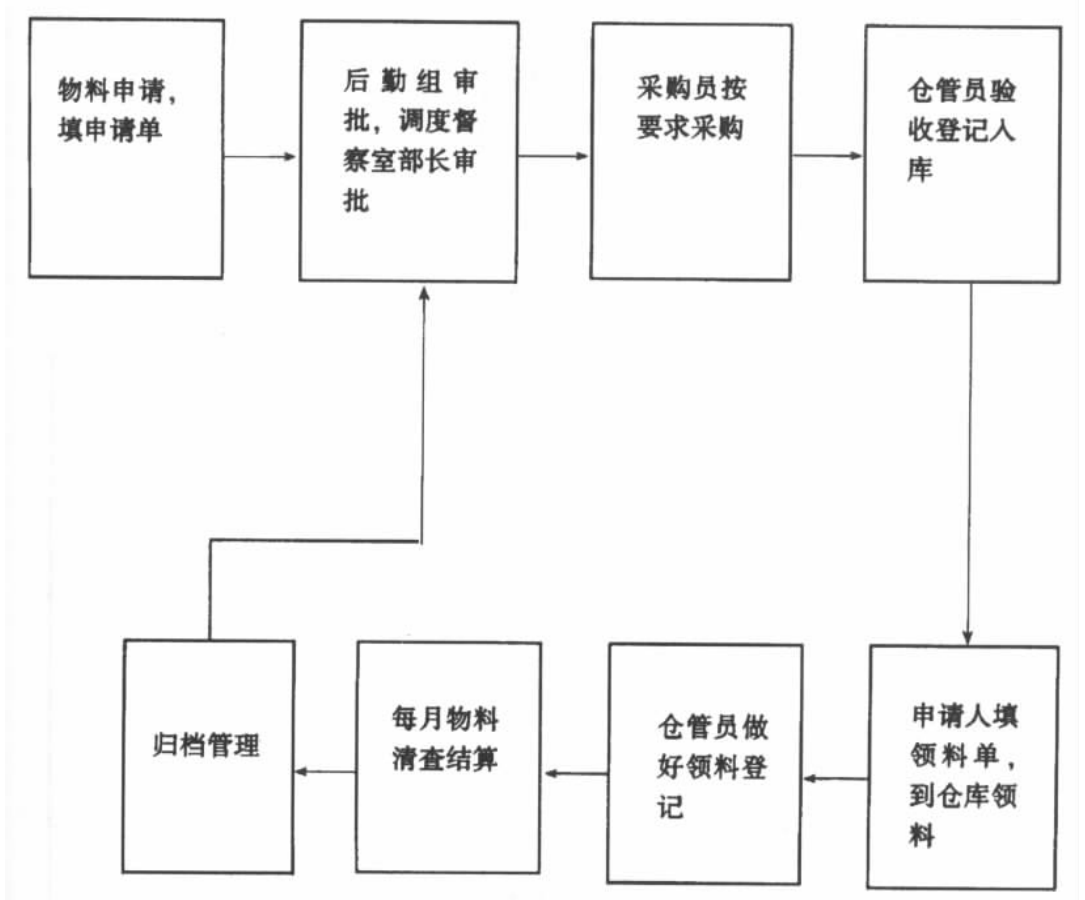 物料申请，
填申请单
后勤组审
批，调度督
察室部长审
批
采购员按
要求采购
仓管员验
收登记入
库
归档管理
每月物料
清查结算
仓管员做
好领料登
记
申请人填
领料单，
到仓库领
料